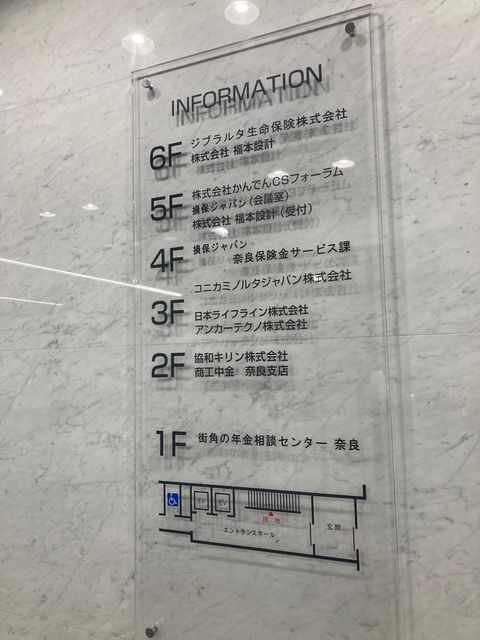 INFORMATION
6F ジブラルタ生命保険株式会社
株式会社 福本設計
5F 株式会社かんでんCSフォーラム
損保ジャパン(会議室)
株式会社 福本設計(受付)
4F 損保ジャパン
奈良保険金サービス課
コニカミノルタジャパン株式会社
3F 日本ライフライン株式会社
アンカーテクノ株式会社
2F 協和キリン株式会社
商工中金 奈良支店
1F 街角の年金相談センター 奈良
EV EV
現地
玄関
エントランスホール